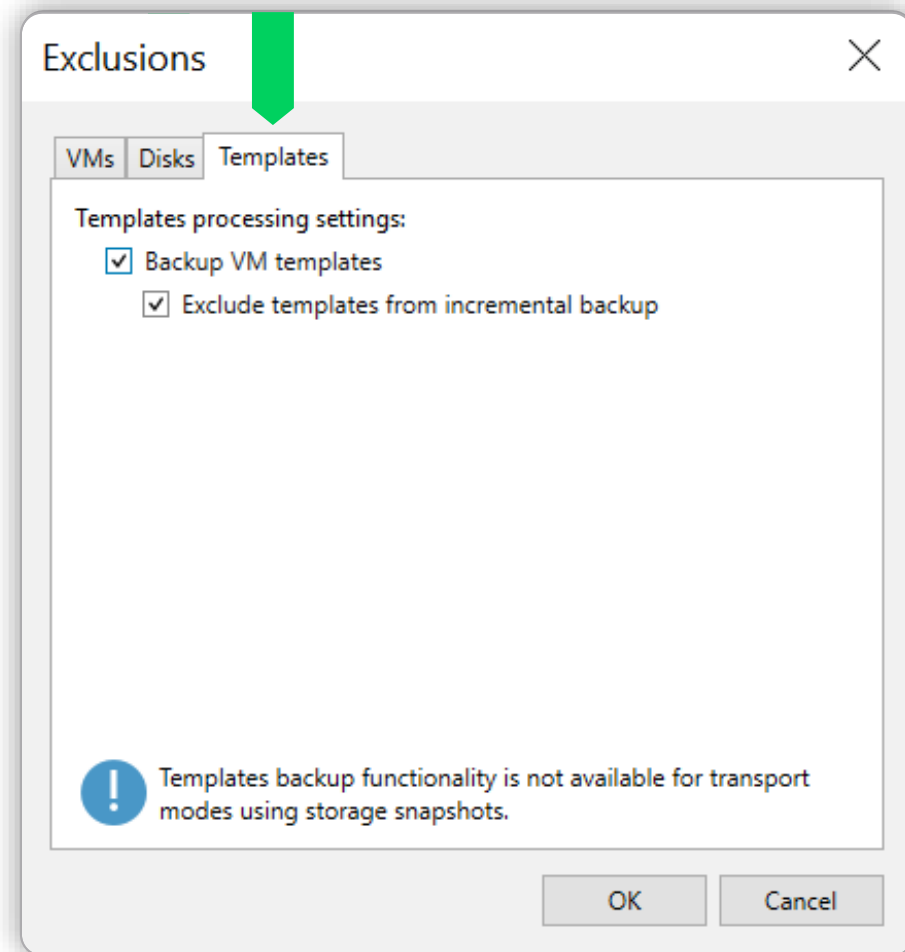 Exclusions
VMs Disks Templates
Templates processing settings:
Backup VM templates
Exclude templates from incremental backup
Templates backup functionality is not available for transport
modes using storage snapshots.
OK Cancel